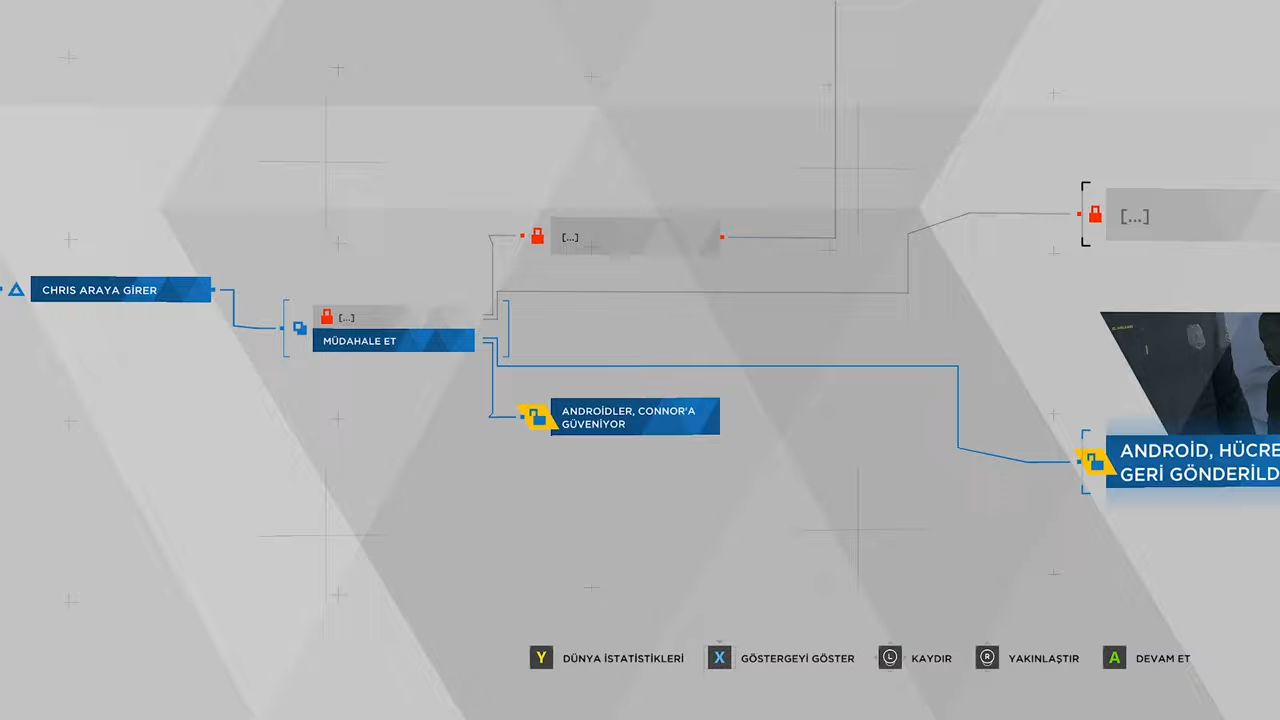 [...]
[...]
CHRIS ARAYA GİRER
[...]
MÜDAHALE ET
ANDROİDLER, CONNOR'A
GÜVENİYOR
ANDROİD, HÜCRE
GERİ GÖNDERİLD
Y DÜNYA İSTATİSTİKLERİ X GÖSTERGEYİ GÖSTER L KAYDIR R YAKINLAŞTIR A DEVAM ET